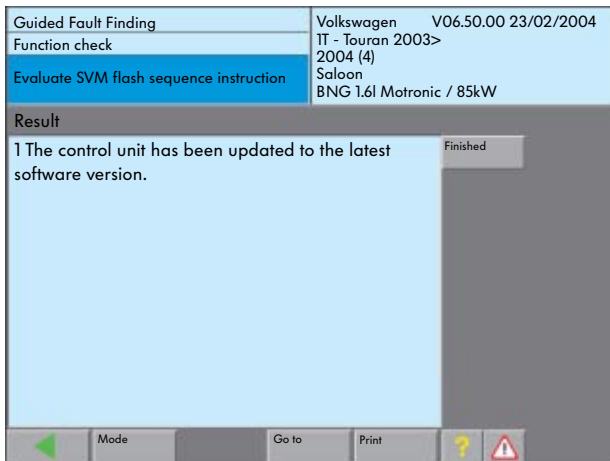 Guided Fault Finding
Function check
Evaluate SVM flash sequence instruction
Volkswagen V06.50.00 23/02/2004
1T - Touran 2003>
2004 (4)
Saloon
BNG 1.6l Motronic / 85kW
Result
1 The control unit has been updated to the latest
software version.
Finished
Mode
Go to
Print
?